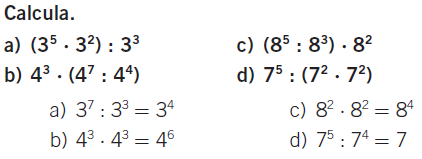 Calcula.
a) (3⁵ · 3²) : 3³
c) (8⁵ : 8³) · 8²
b) 4³ · (4⁷ : 4⁴)
d) 7⁵ : (7² · 7²)
a) 3⁷ : 3³ = 3⁴
c) 8² · 8² = 8⁴
b) 4³ · 4³ = 4⁶
d) 7⁵ : 7⁴ = 7